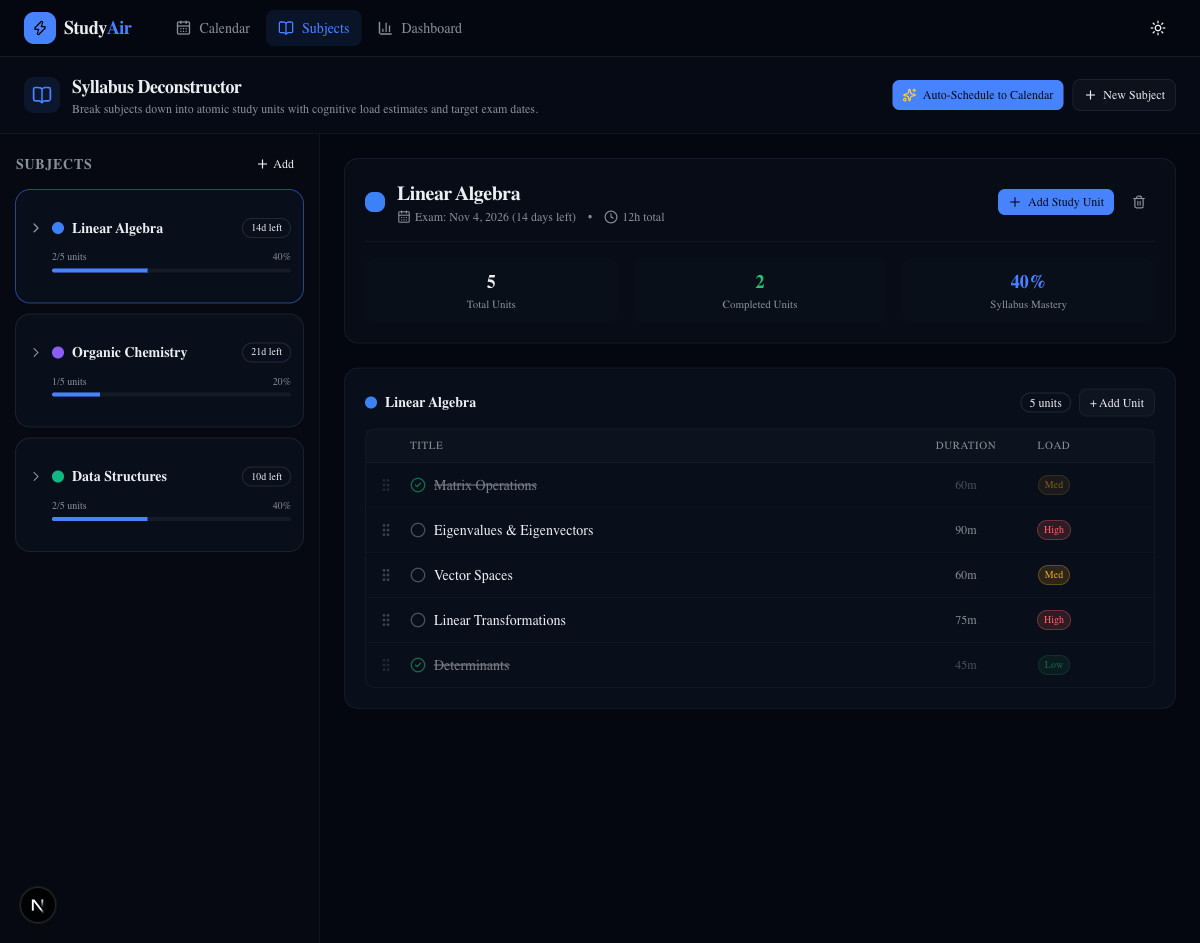 StudyAir
Calendar
Subjects
Dashboard
Syllabus Deconstructor
Break subjects down into atomic study units with cognitive load estimates and target exam dates.
Auto-Schedule to Calendar
New Subject
SUBJECTS
Add
Linear Algebra
14d left
2/5 units
40%
Organic Chemistry
21d left
1/5 units
20%
Data Structures
10d left
2/5 units
40%
Linear Algebra
Exam: Nov 4, 2026 (14 days left) • 12h total
Add Study Unit
5
Total Units
2
Completed Units
40%
Syllabus Mastery
Linear Algebra
5 units
+ Add Unit
TITLE DURATION LOAD
Matrix Operations 60m Med
Eigenvalues & Eigenvectors 90m High
Vector Spaces 60m Med
Linear Transformations 75m High
Determinants 45m Low
N